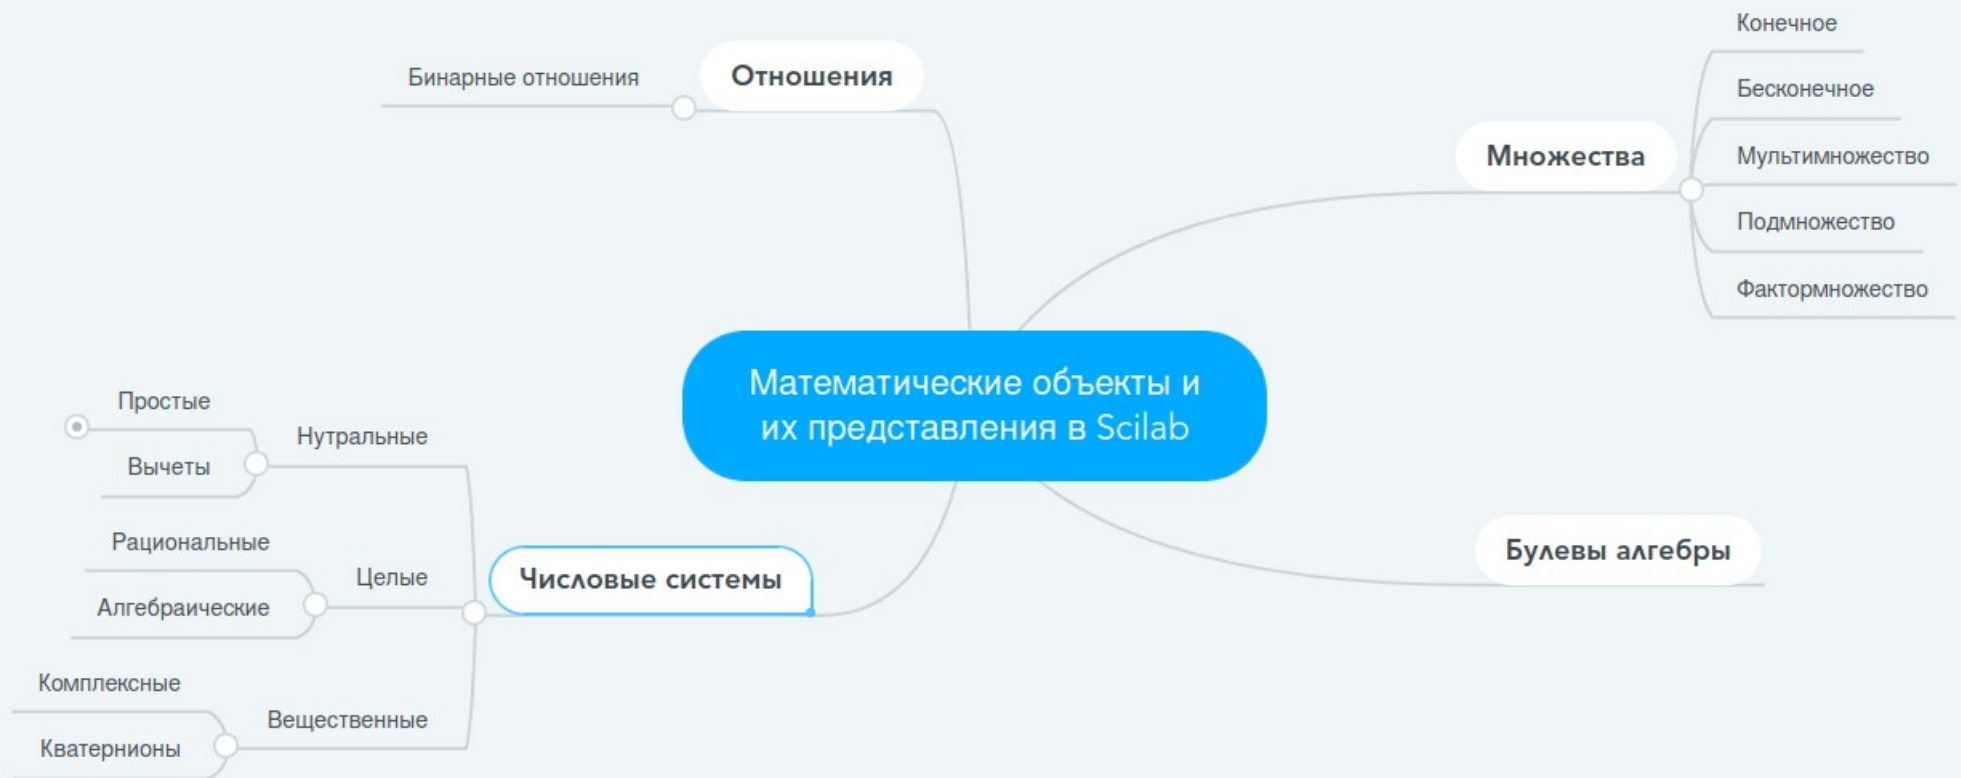 Математические объекты и
их представления в Scilab
Отношения
Бинарные отношения
Множества
Конечное
Бесконечное
Мультимножество
Подмножество
Фактормножество
Булевы алгебры
Числовые системы
Нутральные
Простые
Вычеты
Целые
Рациональные
Алгебраические
Вещественные
Комплексные
Кватернионы